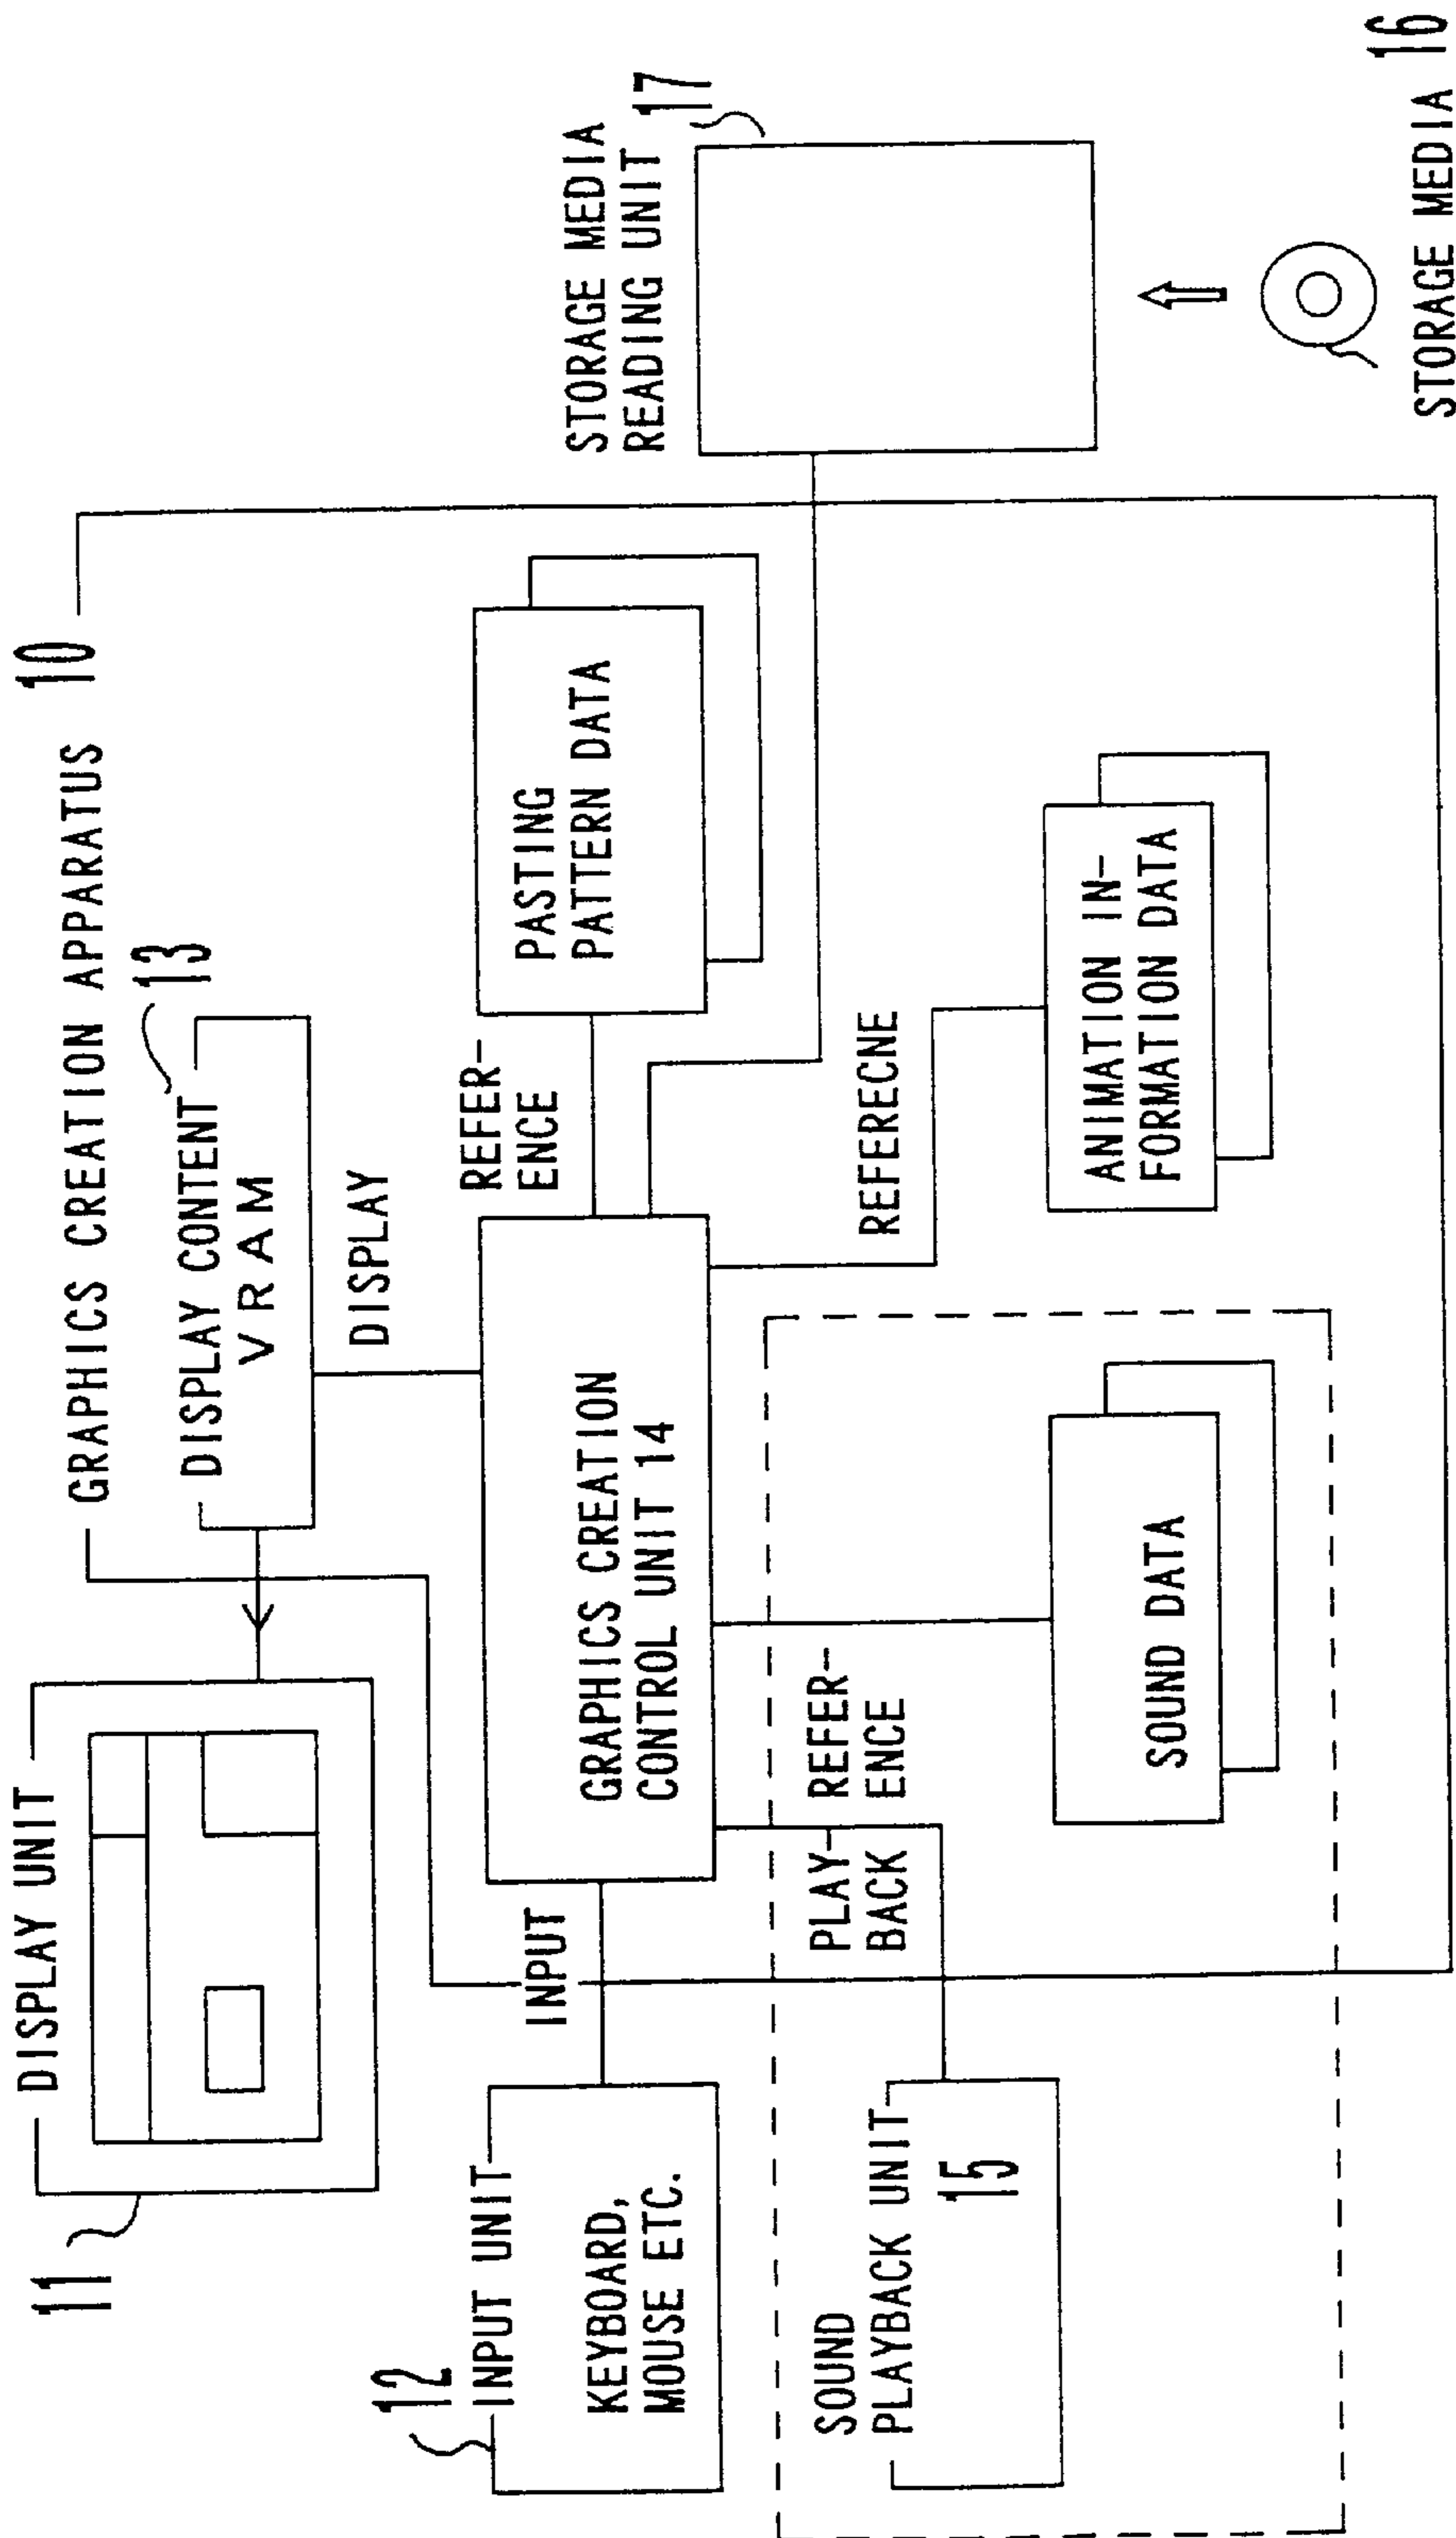 GRAPHICS CREATION APPARATUS 10
DISPLAY UNIT
11
DISPLAY CONTENT
VRAM
13
DISPLAY
12
INPUT UNIT
KEYBOARD,
MOUSE ETC.
INPUT
GRAPHICS CREATION
CONTROL UNIT 14
REFER-
ENCE
PASTING
PATTERN DATA
STORAGE MEDIA
READING UNIT
17
SOUND
PLAYBACK UNIT
15
PLAY-
BACK
REFER-
ENCE
SOUND DATA
REFERECNE
ANIMATION IN-
FORMATION DATA
STORAGE MEDIA 16